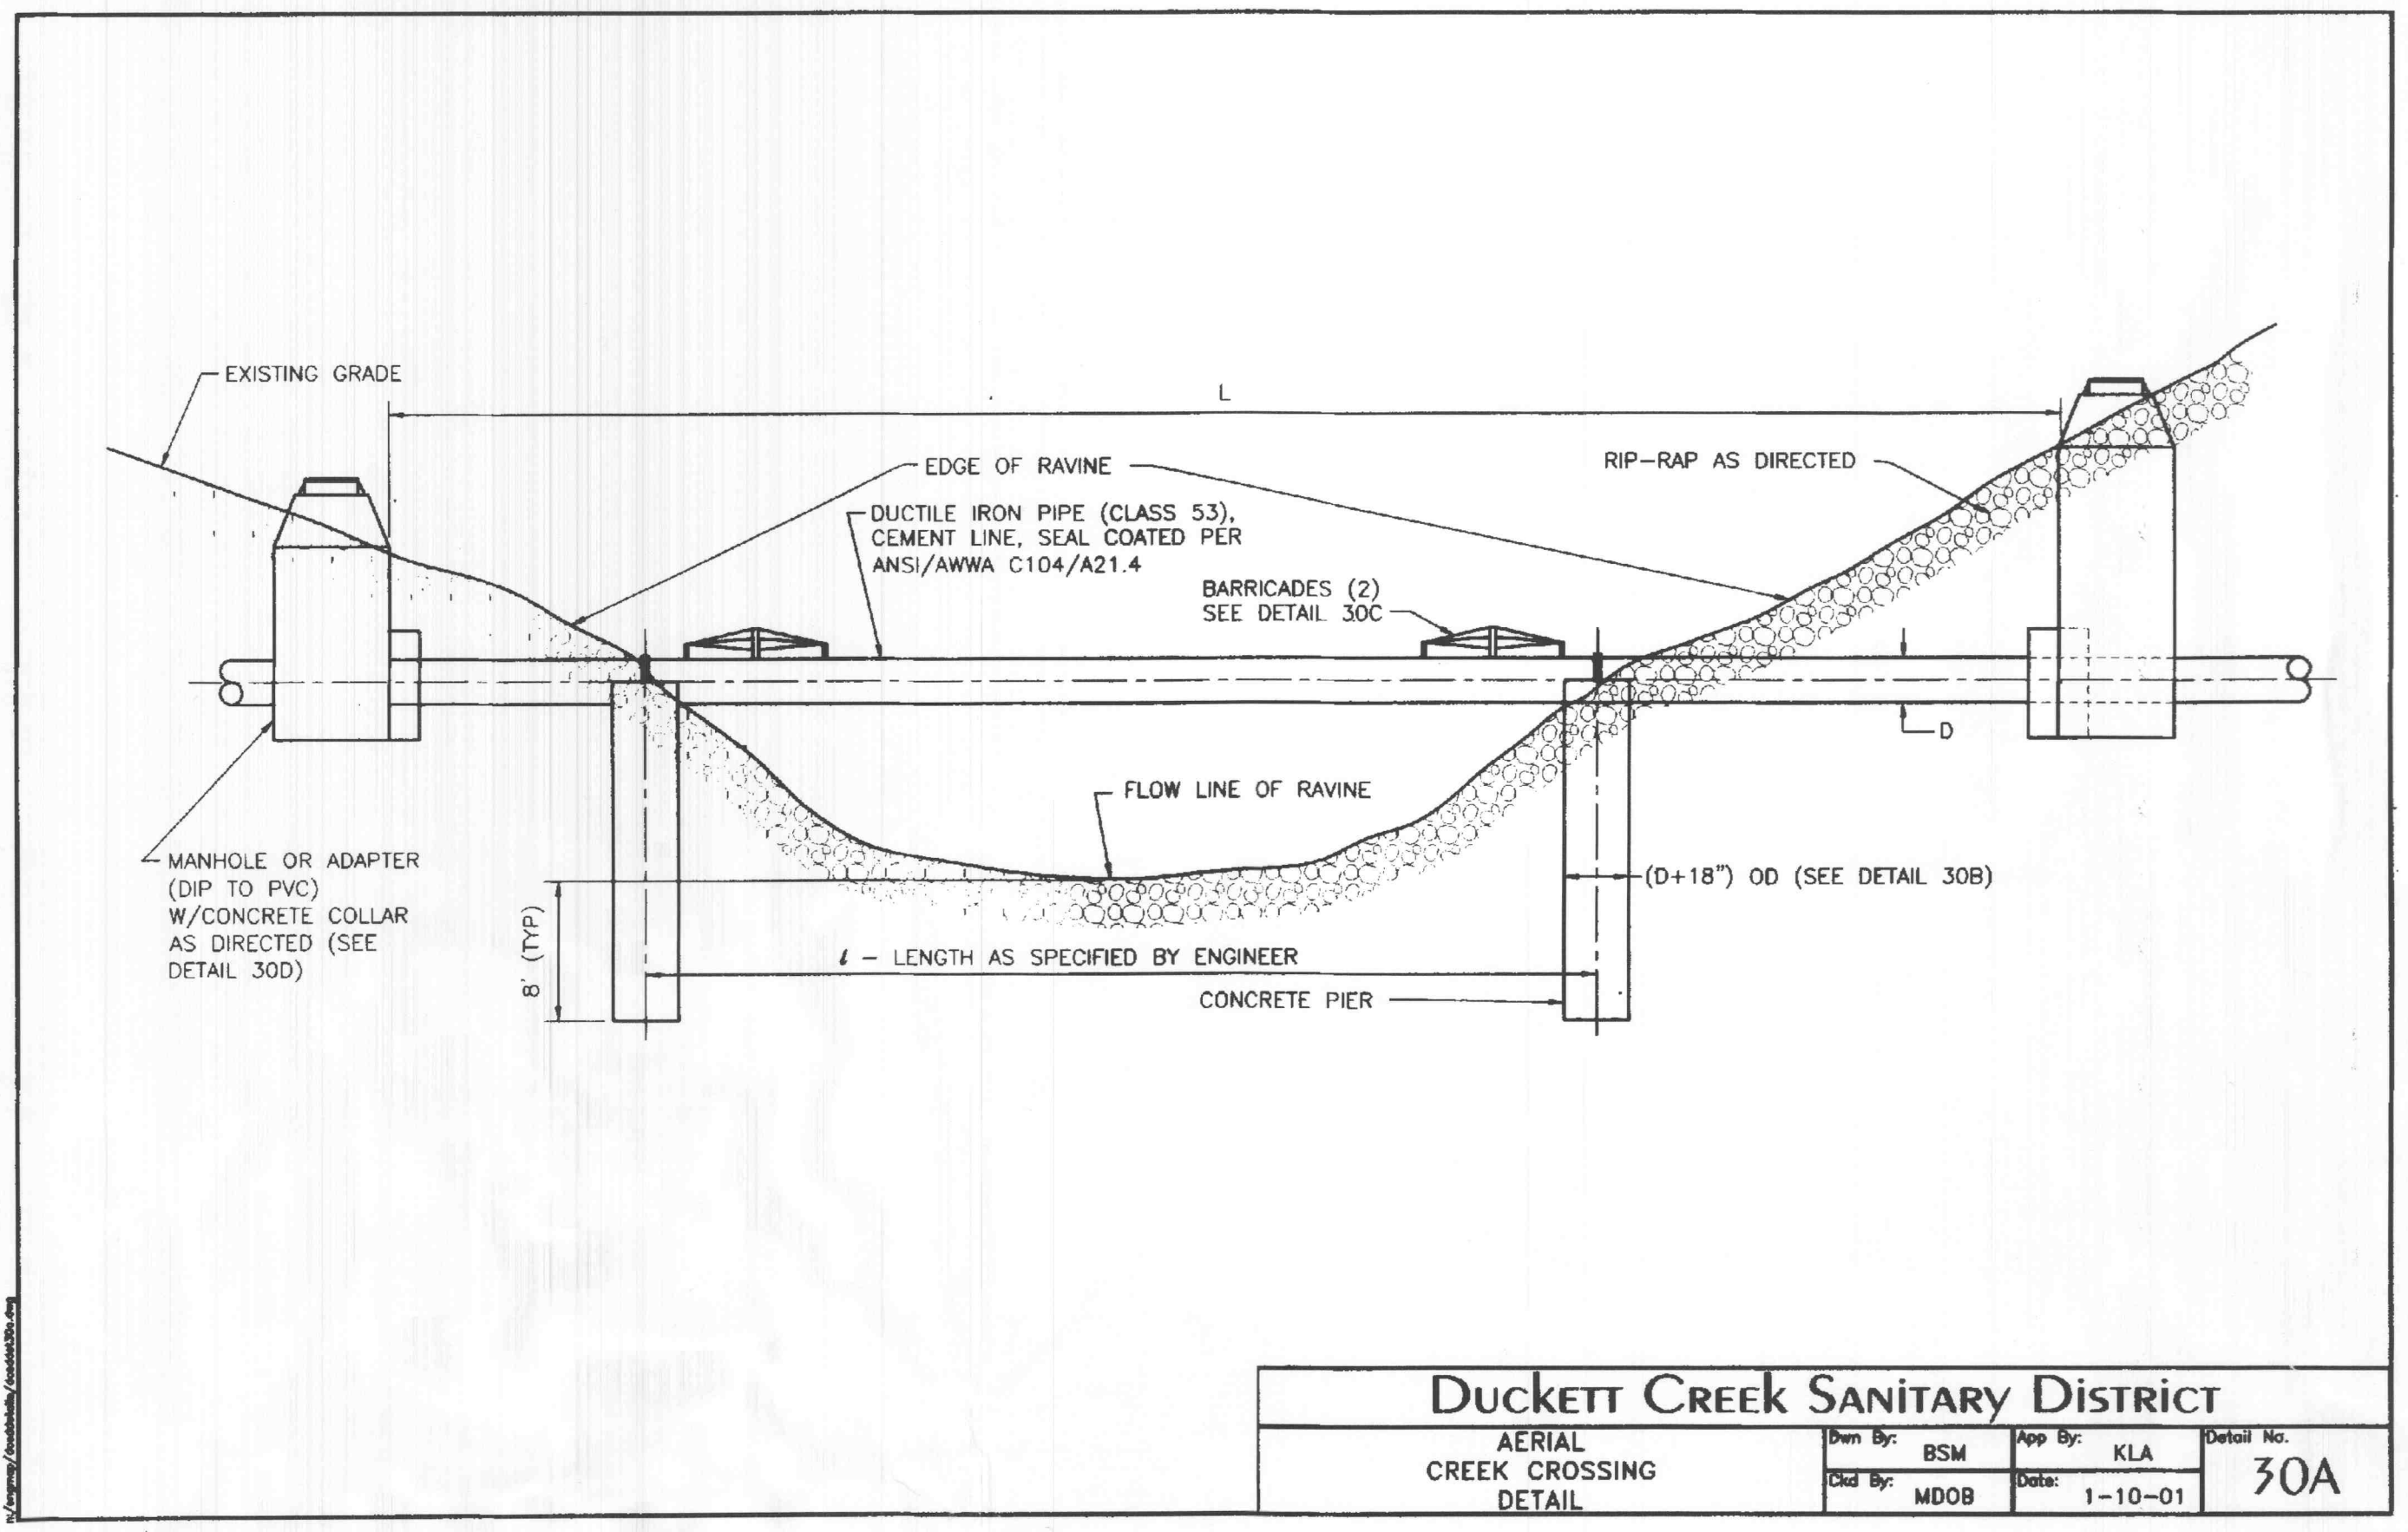 EXISTING GRADE
L
EDGE OF RAVINE
RIP-RAP AS DIRECTED
DUCTILE IRON PIPE (CLASS 53),
CEMENT LINE, SEAL COATED PER
ANSI/AWWA C104/A21.4
BARRICADES (2)
SEE DETAIL 30C
D
FLOW LINE OF RAVINE
MANHOLE OR ADAPTER
(DIP TO PVC)
W/CONCRETE COLLAR
AS DIRECTED (SEE
DETAIL 30D)
(D+18") OD (SEE DETAIL 30B)
8' (TYP)
l - LENGTH AS SPECIFIED BY ENGINEER
CONCRETE PIER
DUCKETT CREEK SANITARY DISTRICT
AERIAL
CREEK CROSSING
DETAIL
Dwn By: BSM
App By: KLA
Detail No.
30A
Ckd By: MDOB
Date: 1-10-01